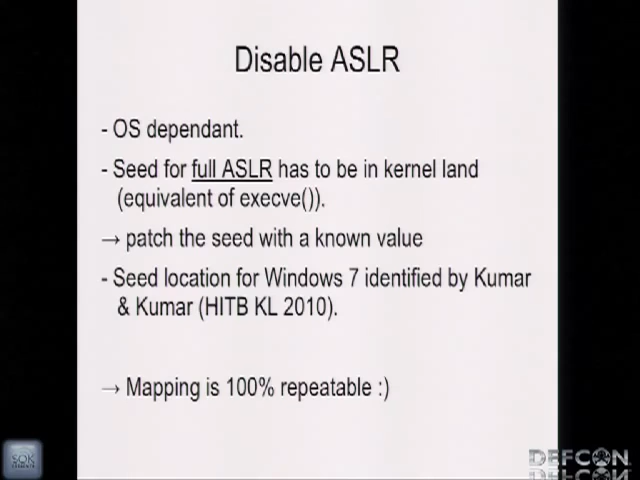 Disable ASLR
- OS dependant.
- Seed for full ASLR has to be in kernel land
(equivalent of execve()).
→ patch the seed with a known value
- Seed location for Windows 7 identified by Kumar
& Kumar (HITB KL 2010).
→ Mapping is 100% repeatable :)
SOK
DEFCON